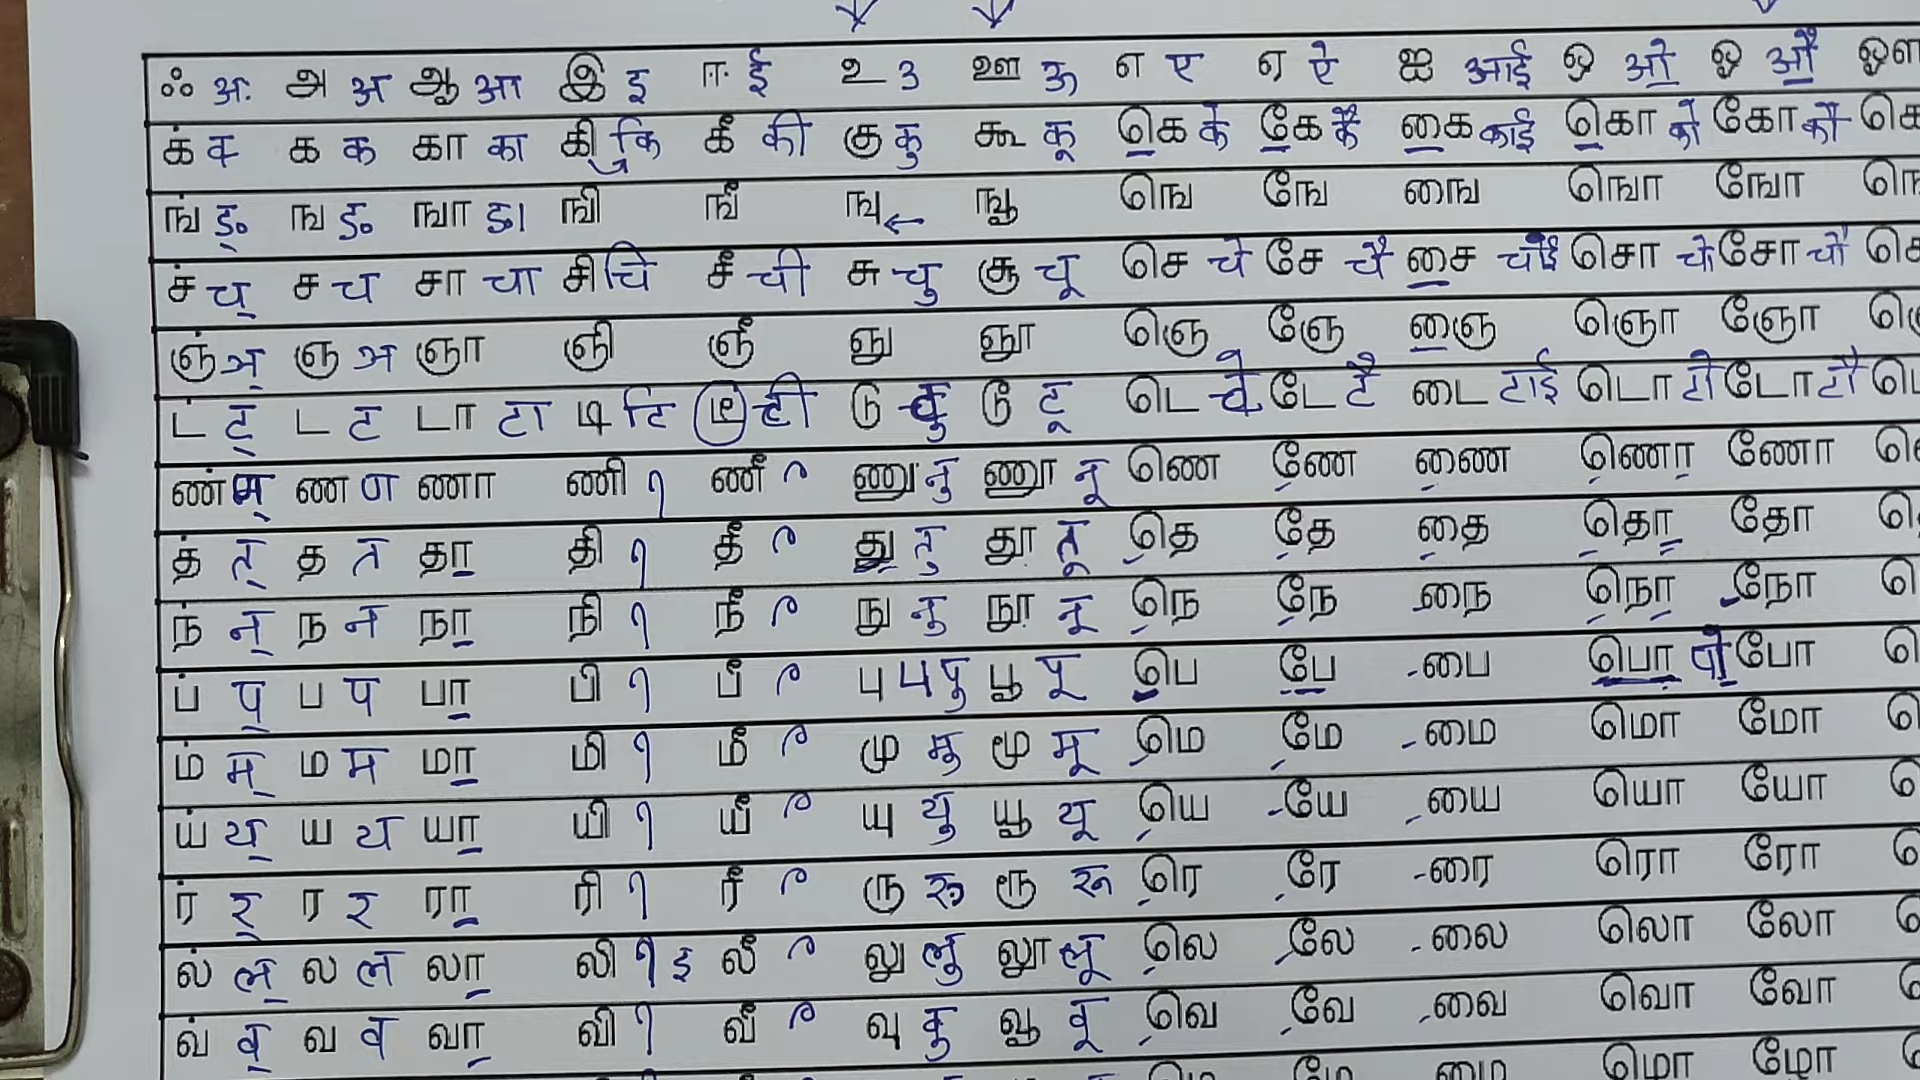 ஃ अः அ अ ஆ आ இ इ ஈ ई உ उ ஊ ऊ எ ए ஏ ऐ ஐ आई ஒ ओ ஓ औ ஔ
க் க क கா का கி कि கீ की கு कु கூ कू கெ के கே कै கை काई கொ को கோ कौ
ங் ङ் ங ङ ஙா ङा ஙி ஙீ ஙு ← ஙூ ஙெ ஙே ஙை ஙொ ஙோ
ச் च् ச च சா चा சி चि சீ ची சு चु சூ चू செ चे சே चै சை चाई சொ चो சோ चौ
ஞ் ञ् ஞ ञ ஞா ஞி ஞீ ஞு ஞூ ஞெ ஞே ஞை ஞொ ஞோ
ட் ट् ட ट டா टा டி टि டீ டு டூ टू டெ டே टै டை टाई டொ टो டோ टौ
ண் ண ण ணா ணி ி ணீ ी ணு नु ணூ नू ணெ ணே ணை ணொ ணோ
த் त् த त தா தி ி தீ ी து तु தூ तू தெ தே தை தொ தோ
ந் न् ந न நா நி ி நீ ी நு नु நூ नू நெ நே நை நொ நோ
ப் प् ப प பா பி ி பீ ी பு पु பூ पू பெ பே பை பொ पो போ
ம் म् ம म மா மி ி மீ ी மு मु மூ मू மெ மே மை மொ மோ
ய் य् ய य யா யி ி யீ ी யு यु யூ यू யெ யே யை யொ யோ
ர் र् ர र ரா ரி ி ரீ ी ரு रु ரூ रू ரெ ரே ரை ரொ ரோ
ல் ल् ல ल லா லி ி इ லீ ी லு लु லூ लू லெ லே லை லொ லோ
வ் व् வ व வா வி ி வீ ी வு वु வூ वू வெ வே வை வொ வோ